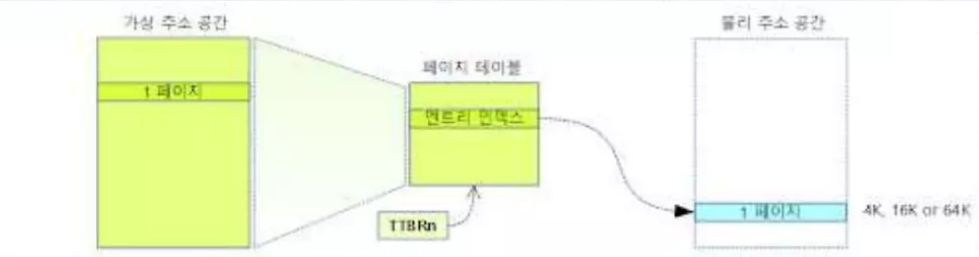 가상 주소 공간
물리 주소 공간
페이지 테이블
1 페이지
엔트리 인덱스
TTBRn
1 페이지
4K, 16K or 64K